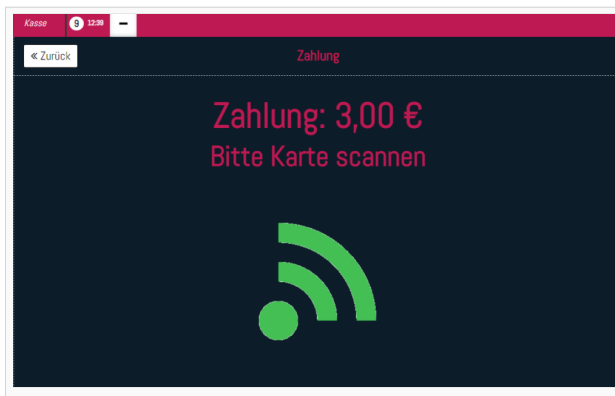 Kasse 9 12:39
« Zurück Zahlung
Zahlung: 3,00 €
Bitte Karte scannen